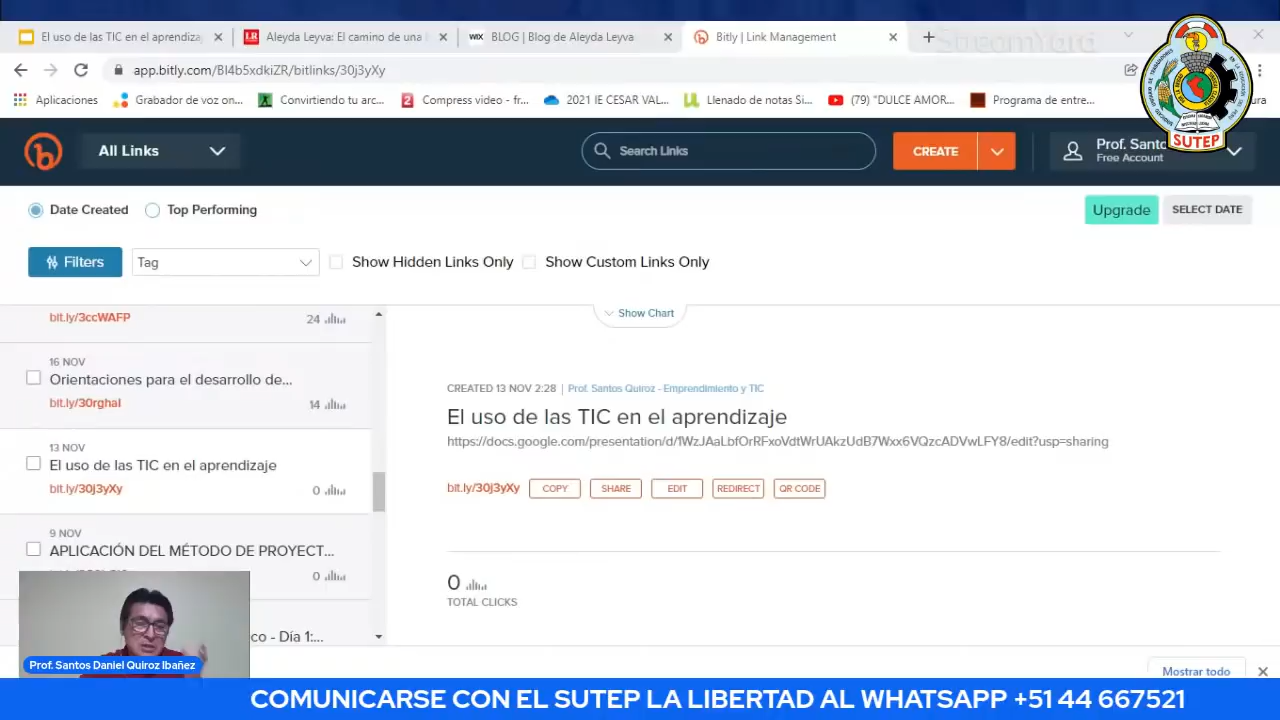 El uso de las TIC en el aprendiza
Aleyda Leyva: El camino de una l
WIX BLOG | Blog de Aleyda Leyva
Bitly | Link Management
StreamYard
app.bitly.com/Bl4b5xdkiZR/bitlinks/30j3yXy
Aplicaciones
Grabador de voz on...
Convirtiendo tu arc...
Compress video - fr...
2021 IE CESAR VAL...
Llenado de notas Si...
(79) "DULCE AMOR...
Programa de entre...
SUTEP
All Links
Search Links
CREATE
Prof. Santo
Free Account
Date Created
Top Performing
Upgrade
SELECT DATE
Filters
Tag
Show Hidden Links Only
Show Custom Links Only
bit.ly/3ccWAFP
24
Show Chart
16 NOV
Orientaciones para el desarrollo de...
bit.ly/30rghal
14
13 NOV
El uso de las TIC en el aprendizaje
bit.ly/30j3yXy
0
9 NOV
APLICACIÓN DEL MÉTODO DE PROYECT...
0
co - Día 1:...
CREATED 13 NOV 2:28 | Prof. Santos Quiroz - Emprendimiento y TIC
El uso de las TIC en el aprendizaje
https://docs.google.com/presentation/d/1WzJAaLbfOrRFxoVdtWrUAkzUdB7Wxx6VQzcADVwLFY8/edit?usp=sharing
bit.ly/30j3yXy
COPY
SHARE
EDIT
REDIRECT
QR CODE
0
TOTAL CLICKS
Prof. Santos Daniel Quiroz Ibañez
Mostrar todo
COMUNICARSE CON EL SUTEP LA LIBERTAD AL WHATSAPP +51 44 667521